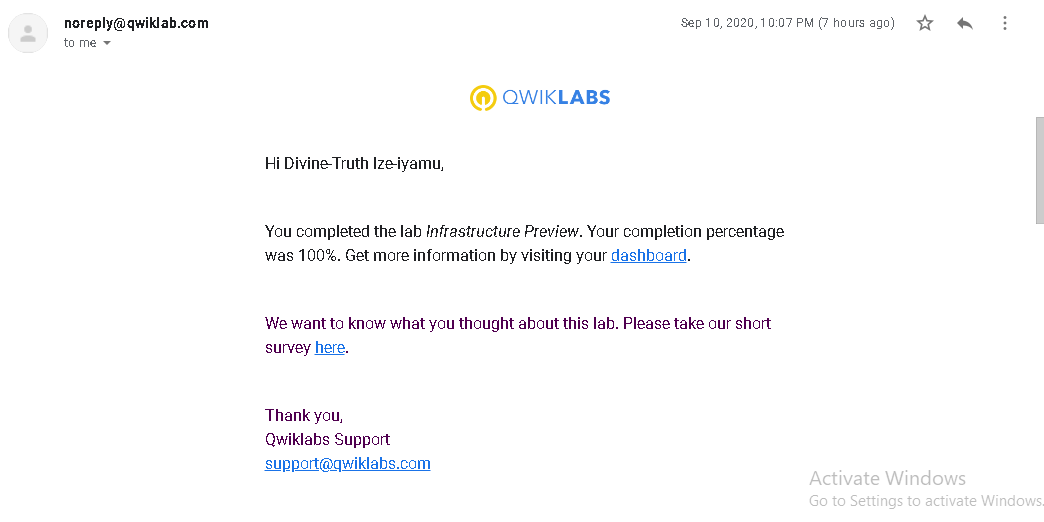 noreply@qwiklab.com
Sep 10, 2020, 10:07 PM (7 hours ago)
to me
QWIKLABS
Hi Divine-Truth Ize-iyamu,
You completed the lab Infrastructure Preview. Your completion percentage
was 100%. Get more information by visiting your dashboard.
We want to know what you thought about this lab. Please take our short
survey here.
Thank you,
Qwiklabs Support
support@qwiklabs.com
Activate Windows
Go to Settings to activate Windows.